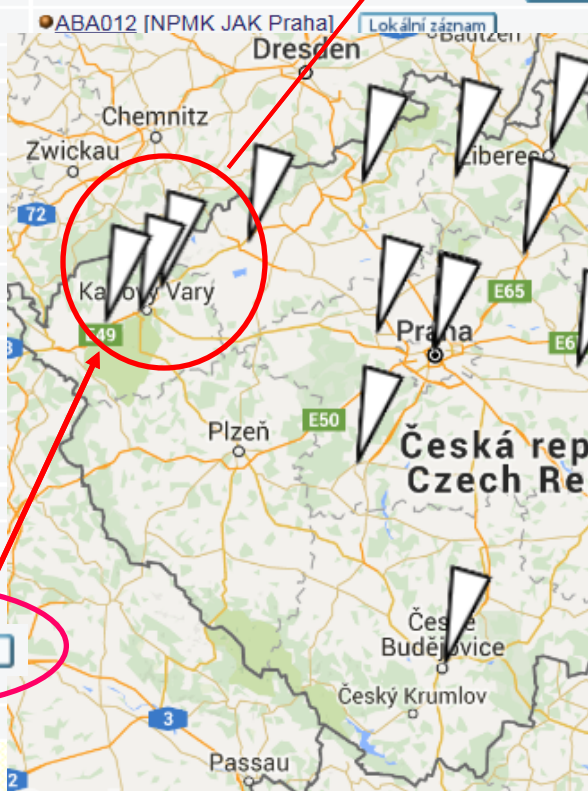 ABA012 [NPMK JAK Praha] Lokální záznam
Bautzen
Dresden
Chemnitz
Zwickau
Liberec
72
Karlovy Vary
E65
E49
Praha
E50
Plzeň
Česká rep
Czech Re
České
Budějovice
Český Krumlov
3
Passau
2